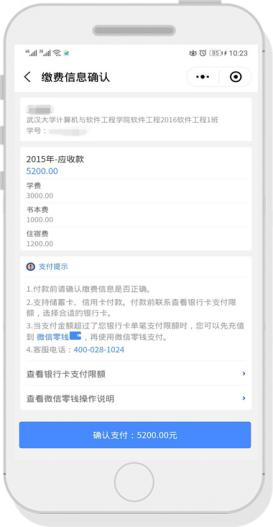 10:23
缴费信息确认
武汉大学计算机与软件工程学院软件工程2016软件工程1班
学号：
2015年-应收款
5200.00
学费
3000.00
书本费
1000.00
住宿费
1200.00
支付提示
1.付款前请确认缴费信息是否正确。
2.支持储蓄卡、信用卡付款。付款前联系查看银行卡支付限
额，选择合适的银行卡。
3.当支付金额超过了您银行卡单笔支付限额时，您可以先充值
到 微信零钱 ，再使用微信零钱支付。
4.客服电话：400-028-1024
查看银行卡支付限额
查看微信零钱操作说明
确认支付：5200.00元